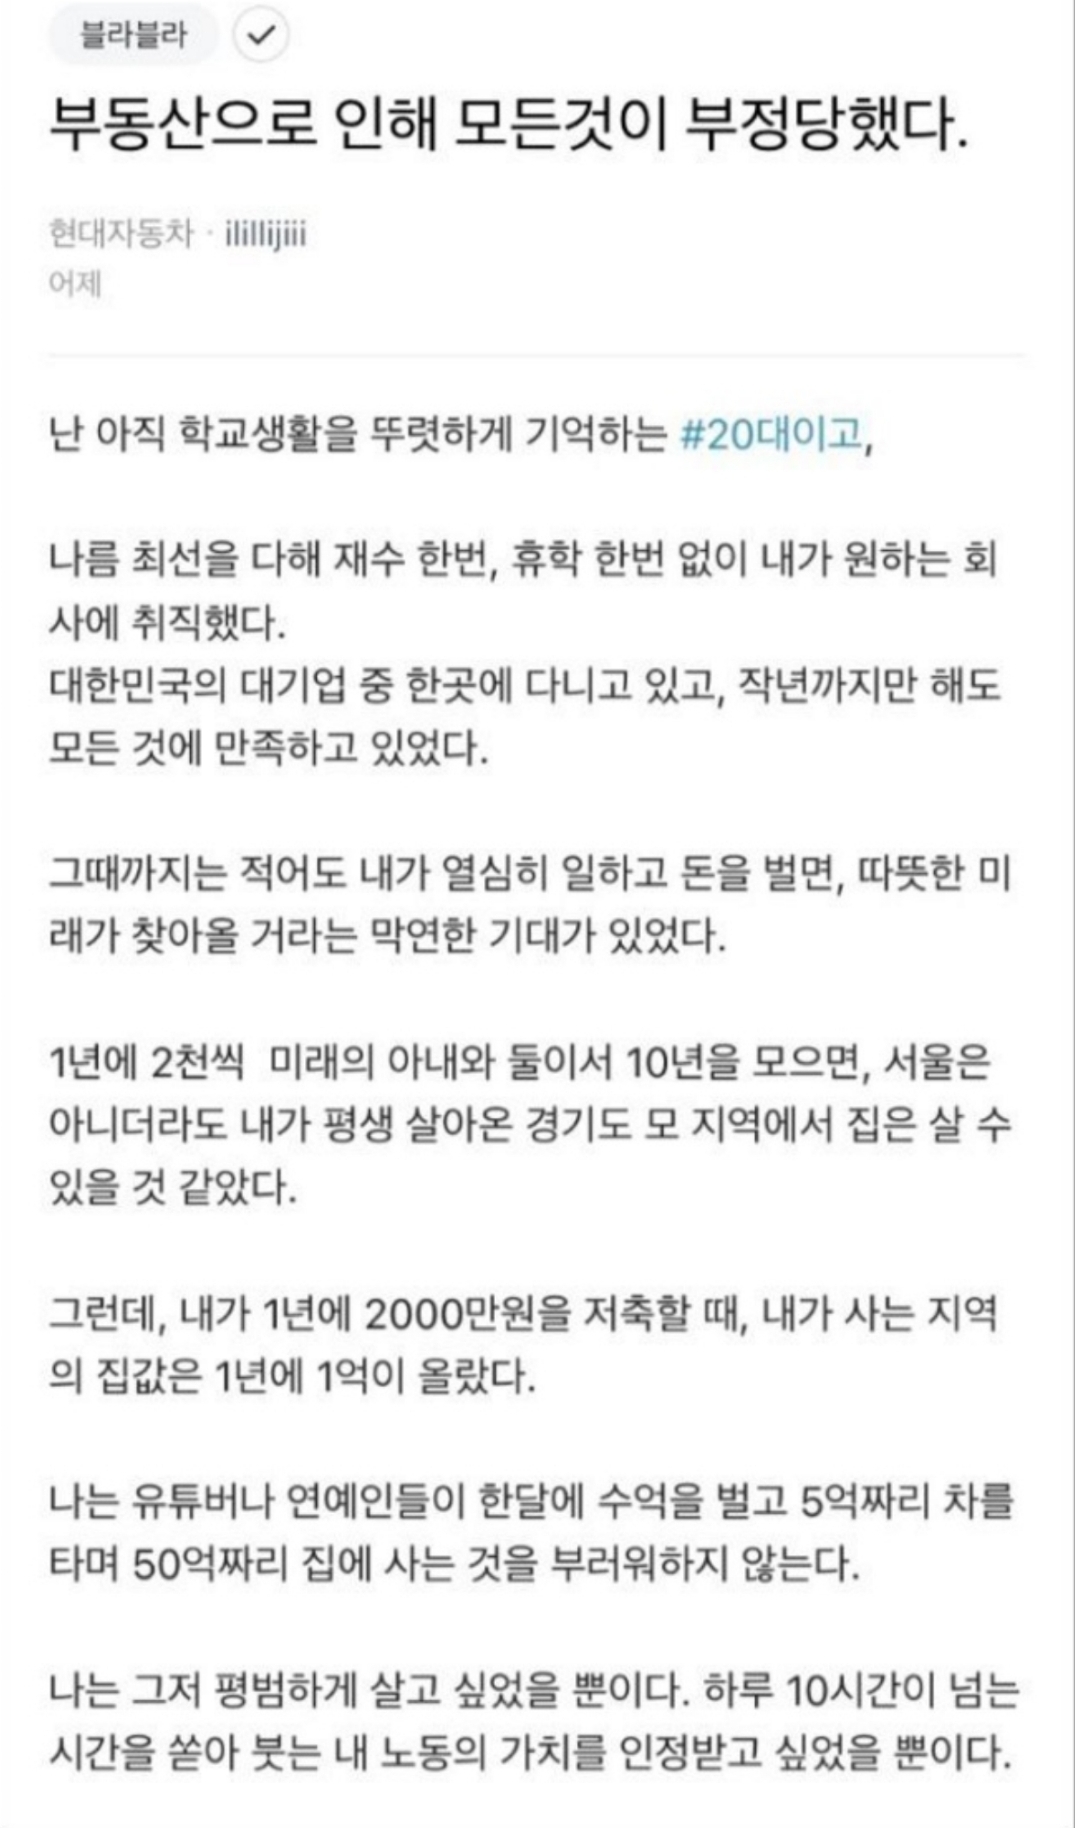 블라블라
부동산으로 인해 모든것이 부정당했다.
현대자동차 · ilillijiii
어제
난 아직 학교생활을 뚜렷하게 기억하는 #20대이고,
나름 최선을 다해 재수 한번, 휴학 한번 없이 내가 원하는 회
사에 취직했다.
대한민국의 대기업 중 한곳에 다니고 있고, 작년까지만 해도
모든 것에 만족하고 있었다.
그때까지는 적어도 내가 열심히 일하고 돈을 벌면, 따뜻한 미
래가 찾아올 거라는 막연한 기대가 있었다.
1년에 2천씩 미래의 아내와 둘이서 10년을 모으면, 서울은
아니더라도 내가 평생 살아온 경기도 모 지역에서 집은 살 수
있을 것 같았다.
그런데, 내가 1년에 2000만원을 저축할 때, 내가 사는 지역
의 집값은 1년에 1억이 올랐다.
나는 유튜버나 연예인들이 한달에 수억을 벌고 5억짜리 차를
타며 50억짜리 집에 사는 것을 부러워하지 않는다.
나는 그저 평범하게 살고 싶었을 뿐이다. 하루 10시간이 넘는
시간을 쏟아 붓는 내 노동의 가치를 인정받고 싶었을 뿐이다.